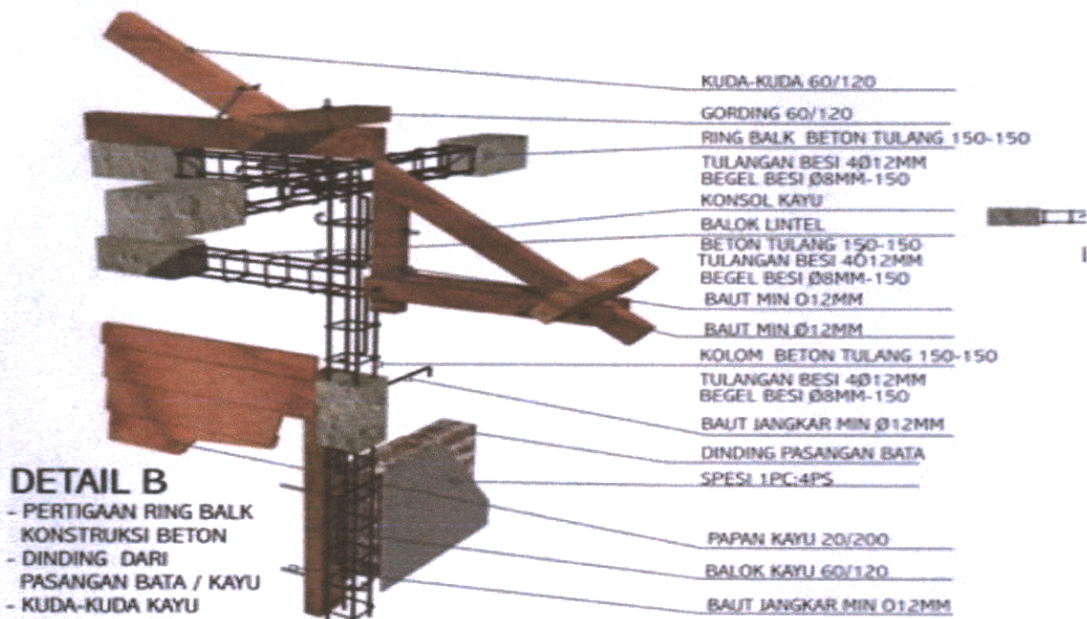 KUDA-KUDA 60/120
GORDING 60/120
RING BALK BETON TULANG 150-150
TULANGAN BESI 4Ø12MM
BEGEL BESI Ø8MM-150
KONSOL KAYU
BALOK LINTEL
BETON TULANG 150-150
TULANGAN BESI 4O12MM
BEGEL BESI Ø8MM-150
BAUT MIN O12MM
BAUT MIN Ø12MM
KOLOM BETON TULANG 150-150
TULANGAN BESI 4Ø12MM
BEGEL BESI Ø8MM-150
BAUT JANGKAR MIN Ø12MM
DINDING PASANGAN BATA
SPESI 1PC:4PS
PAPAN KAYU 20/200
BALOK KAYU 60/120
BAUT JANGKAR MIN O12MM
DETAIL B
- PERTIGAAN RING BALK
KONSTRUKSI BETON
- DINDING DARI
PASANGAN BATA / KAYU
- KUDA-KUDA KAYU